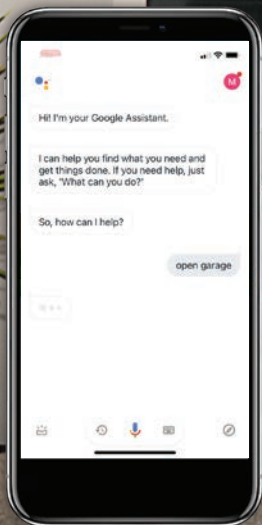 M
Hi! I'm your Google Assistant.
I can help you find what you need and
get things done. If you need help, just
ask, "What can you do?"
So, how can I help?
open garage